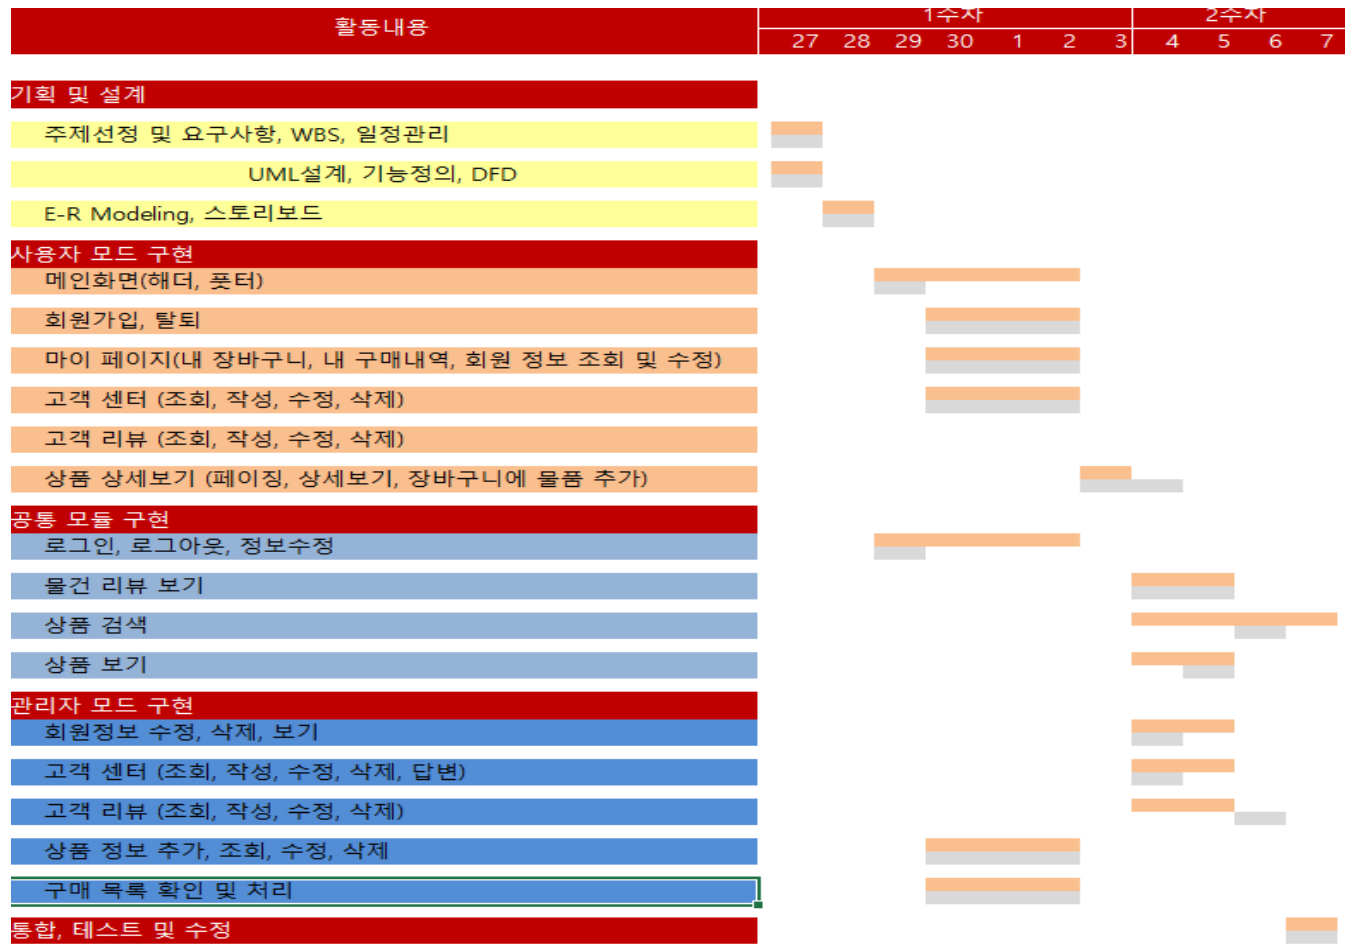 활동내용
1주차 2주차
27 28 29 30 1 2 3 4 5 6 7
기획 및 설계
주제선정 및 요구사항, WBS, 일정관리
UML설계, 기능정의, DFD
E-R Modeling, 스토리보드
사용자 모드 구현
메인화면(해더, 풋터)
회원가입, 탈퇴
마이 페이지(내 장바구니, 내 구매내역, 회원 정보 조회 및 수정)
고객 센터 (조회, 작성, 수정, 삭제)
고객 리뷰 (조회, 작성, 수정, 삭제)
상품 상세보기 (페이징, 상세보기, 장바구니에 물품 추가)
공통 모듈 구현
로그인, 로그아웃, 정보수정
물건 리뷰 보기
상품 검색
상품 보기
관리자 모드 구현
회원정보 수정, 삭제, 보기
고객 센터 (조회, 작성, 수정, 삭제, 답변)
고객 리뷰 (조회, 작성, 수정, 삭제)
상품 정보 추가, 조회, 수정, 삭제
구매 목록 확인 및 처리
통합, 테스트 및 수정